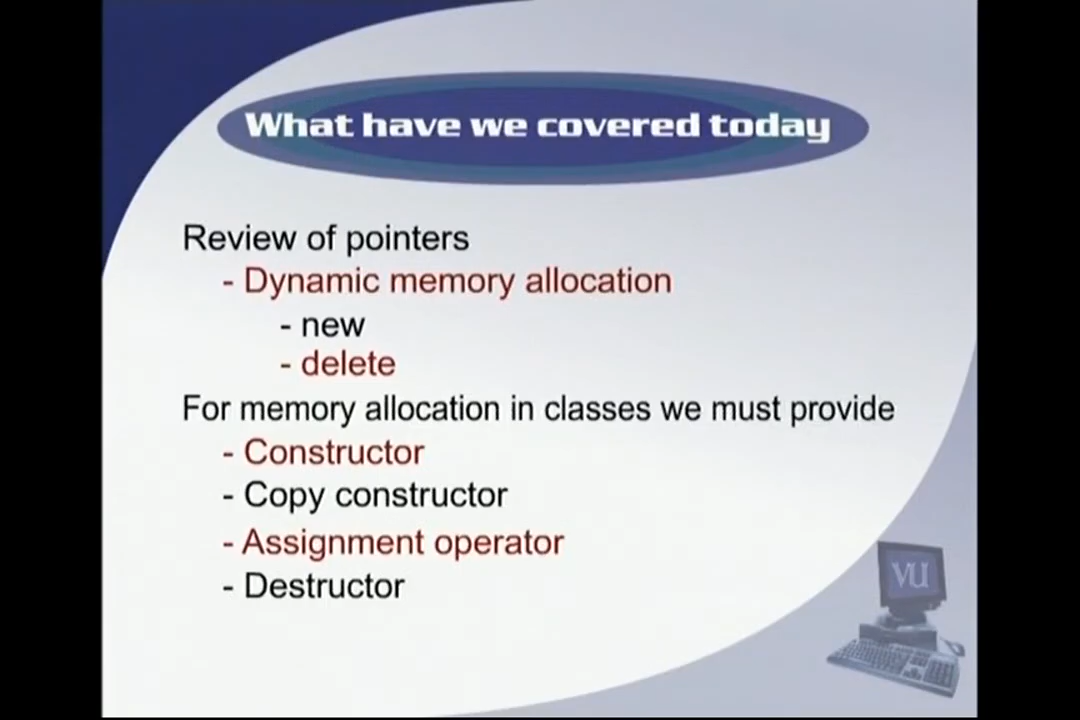 What have we covered today
Review of pointers
- Dynamic memory allocation
- new
- delete
For memory allocation in classes we must provide
- Constructor
- Copy constructor
- Assignment operator
- Destructor
VU